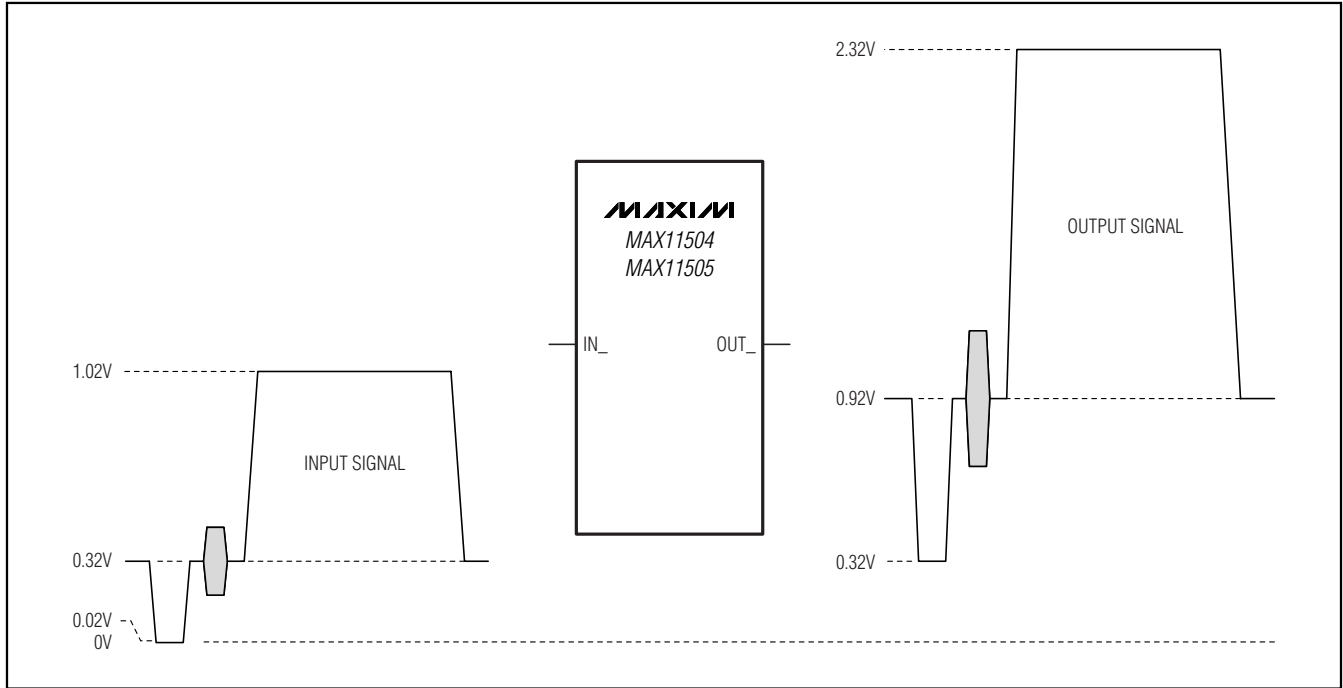 2.32V
MAXIM
MAX11504
MAX11505
OUTPUT SIGNAL
IN_
OUT_
1.02V
0.92V
INPUT SIGNAL
0.32V
0.32V
0.02V
0V